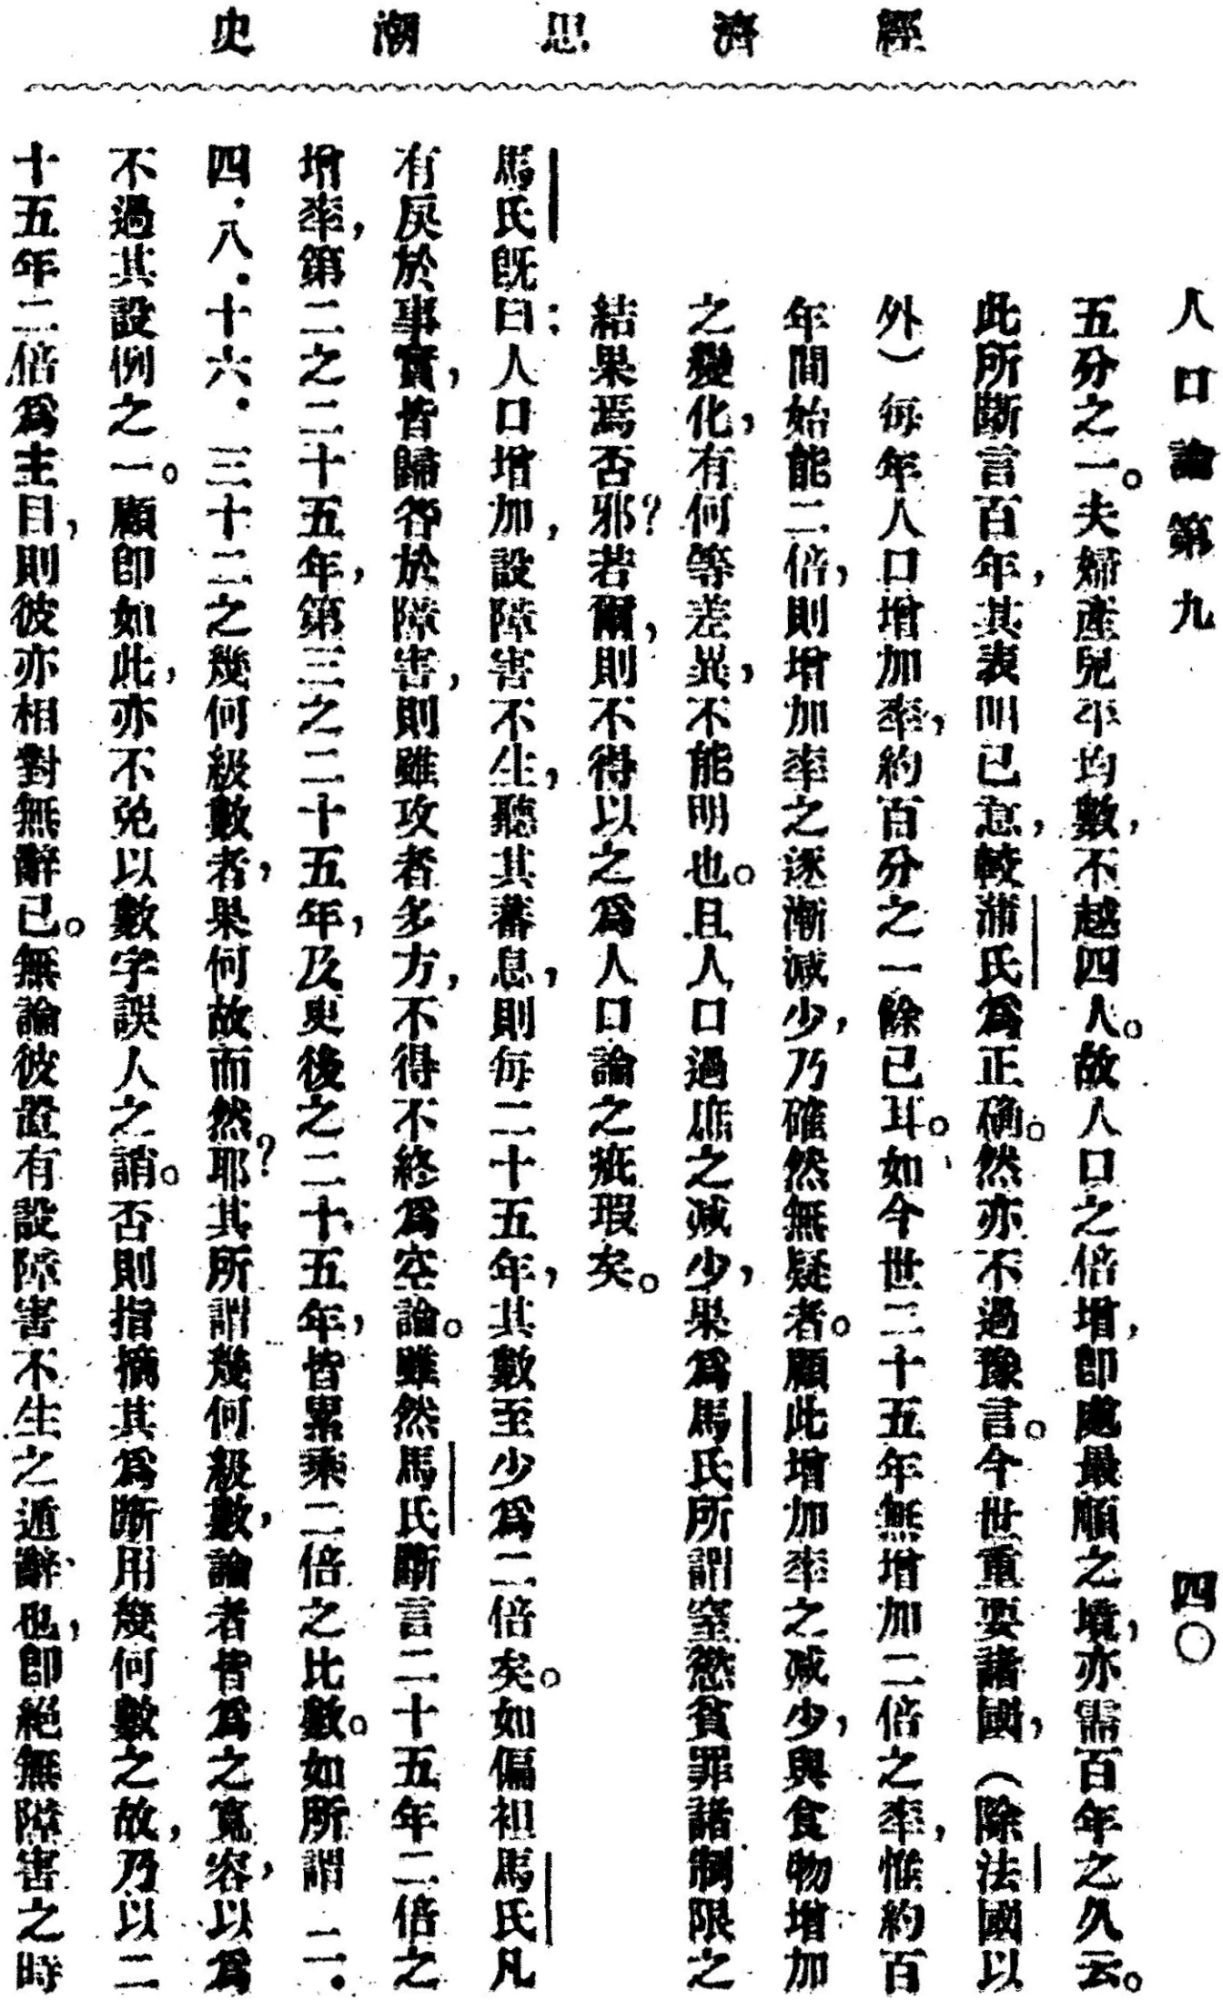 經濟思潮史
人口論第九 四〇
五分之一。夫婦產兒平均數，不越四人。故人口之倍增，卽處最順之境，亦需百年之久云。
此所斷言百年，其表明已意，較蒲氏爲正确。然亦不過豫言。今世重要諸國，（除法國以
外）每年人口增加率，約百分之一餘已耳。如今世二十五年無增加二倍之率，惟約百
年間始能二倍，則增加率之逐漸減少，乃確然無疑者。顧此增加率之減少，與食物增加
之變化，有何等差異，不能明也。且人口過庶之減少，果爲馬氏所謂窒慾貧罪諸制限之
結果焉否邪？若爾，則不得以之爲人口論之疵瑕矣。
馬氏既曰：人口增加，設障害不生，聽其蕃息，則每二十五年，其數至少爲二倍矣。如偏袒馬氏凡
有戾於事實，皆歸咎於障害，則雖攻者多方，不得不終爲空論。雖然馬氏斷言二十五年二倍之
增率，第二之二十五年，第三之二十五年，及更後之二十五年，皆累乘二倍之比數。如所謂 二．
四．八．十六．三十二之幾何級數者，果何故而然耶？其所謂幾何級數，論者皆爲之寬容，以爲
不過其設例之一。顧卽如此，亦不免以數字誤人之誚。否則指摘其爲斷用幾何數之故，乃以二
十五年二倍爲主目，則彼亦相對無辭已。無論彼證有設障害不生之遁辭也，卽絕無障害之時